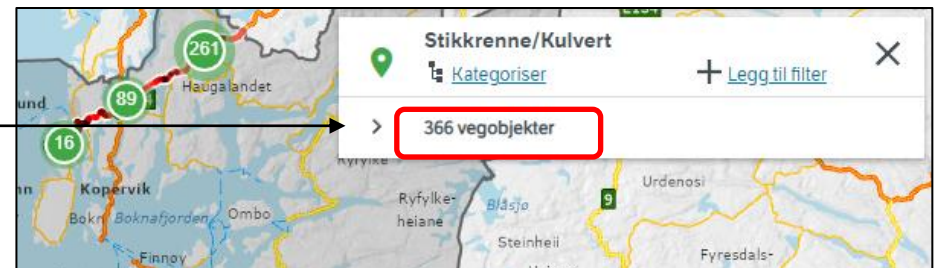 Stikkrenne/Kulvert
Kategoriser
Legg til filter
366 vegobjekter
261
89
16
Haugalandet
und
Kopervik
Bokn
Boknafjorden
Ombo
Finnøy
Ryfylke
Ryfylke-
heiane
Blåsjø
9
Urdenosi
Steinheii
Fyresdals-